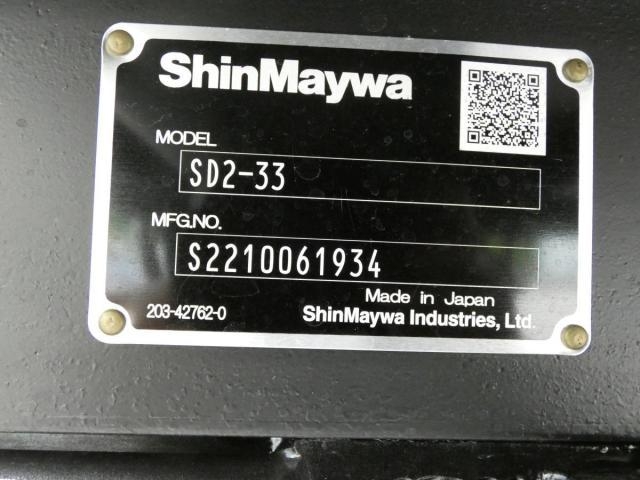 ShinMaywa
MODEL
SD2-33
MFG.NO.
S2210061934
Made in Japan
203-42762-0
ShinMaywa Industries, Ltd.